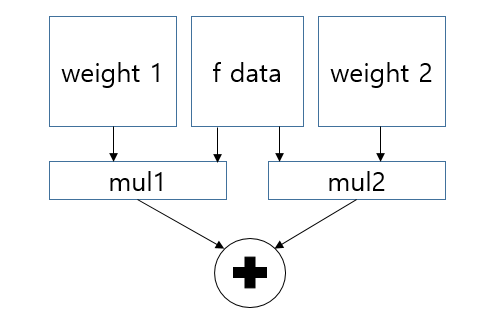 weight 1
f data
weight 2
mul1
mul2
+